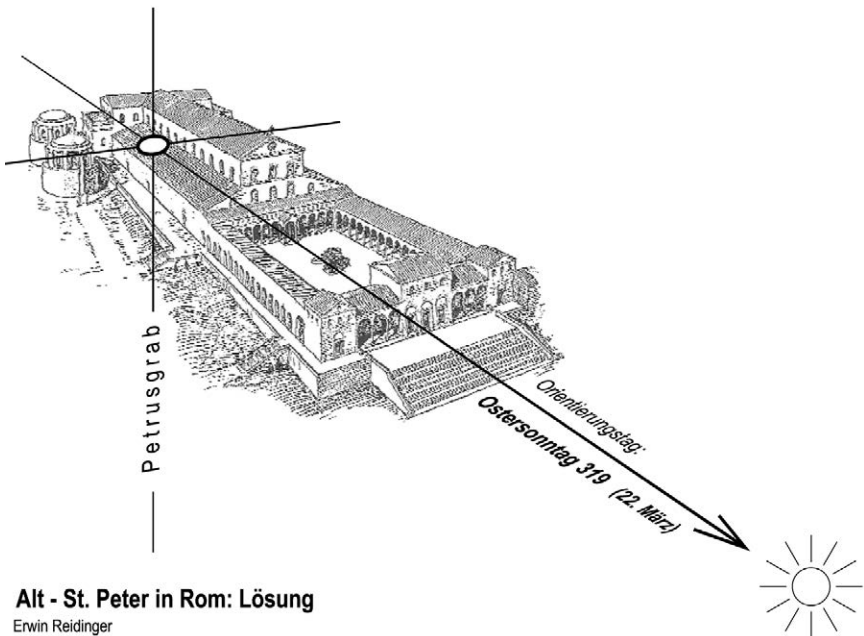 Petrusgrab
Orientierungstag:
Ostersonntag 319 (22. März)
Alt - St. Peter in Rom: Lösung
Erwin Reidinger